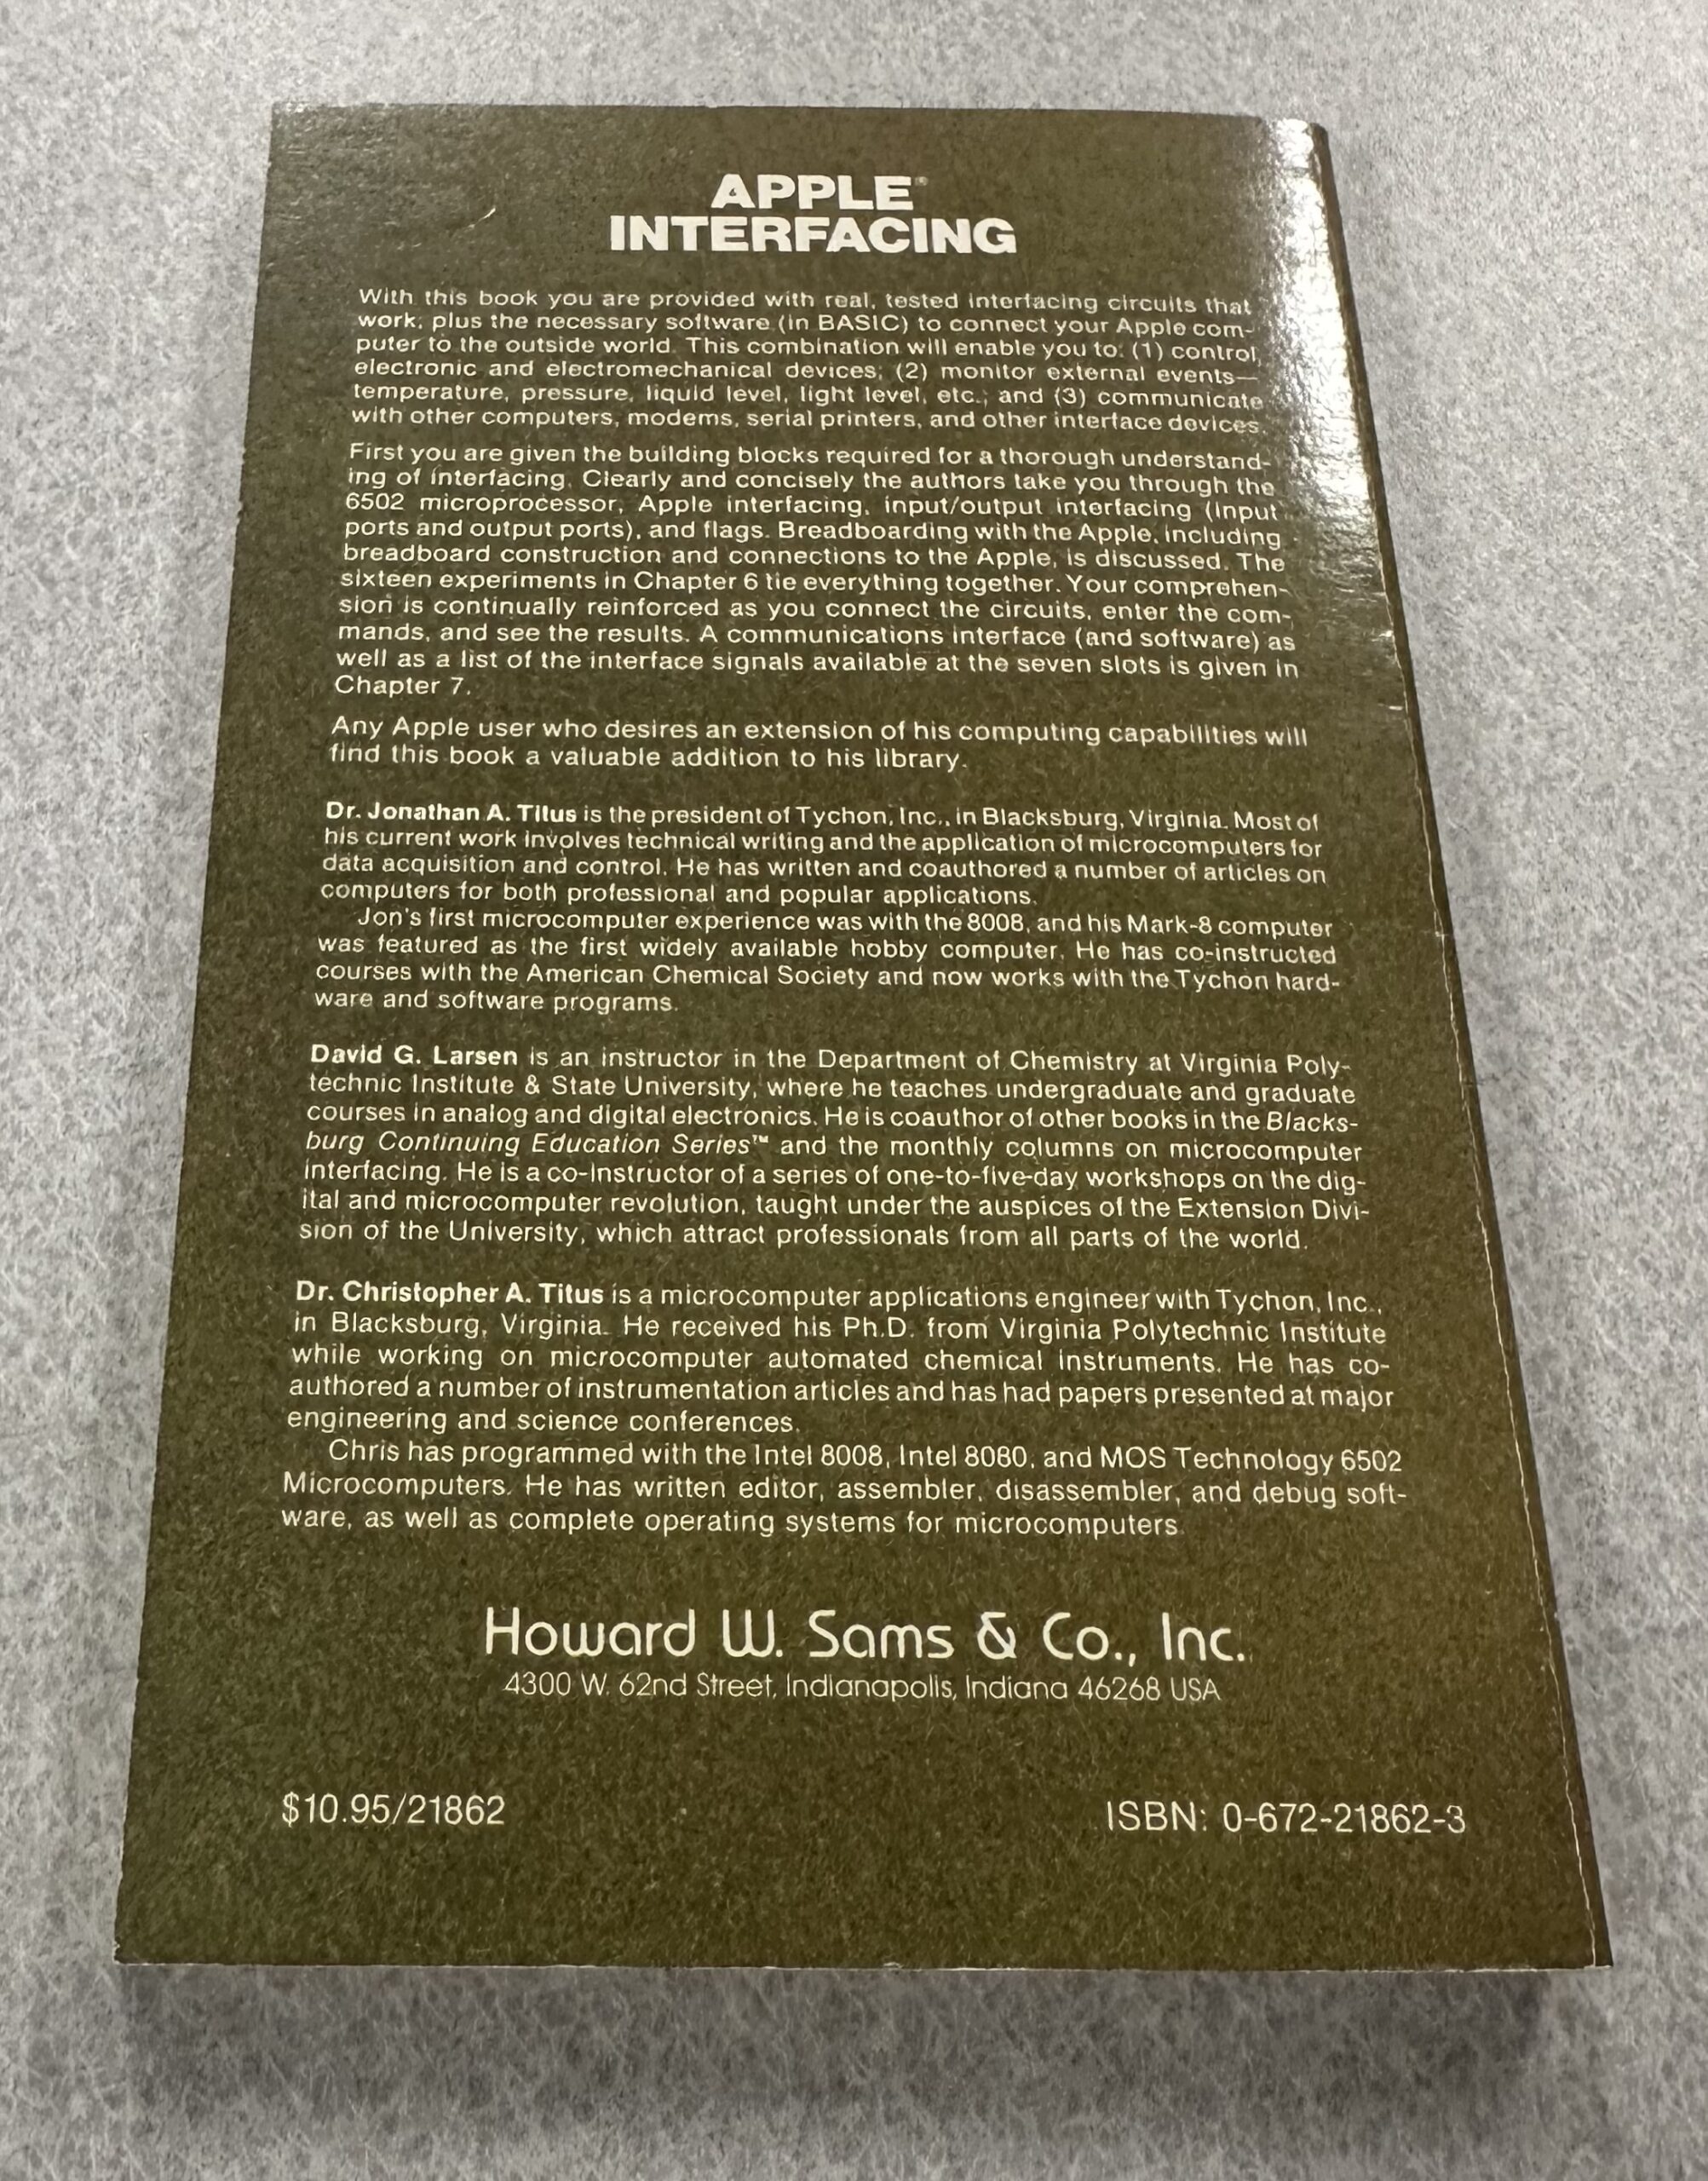 APPLE®
INTERFACING
With this book you are provided with real, tested interfacing circuits that
work, plus the necessary software (in BASIC) to connect your Apple com-
puter to the outside world. This combination will enable you to: (1) control
electronic and electromechanical devices; (2) monitor external events—
temperature, pressure, liquid level, light level, etc.; and (3) communicate
with other computers, modems, serial printers, and other interface devices.
First you are given the building blocks required for a thorough understand-
ing of interfacing. Clearly and concisely the authors take you through the
6502 microprocessor, Apple interfacing, input/output interfacing (input
ports and output ports), and flags. Breadboarding with the Apple, including
breadboard construction and connections to the Apple, is discussed. The
sixteen experiments in Chapter 6 tie everything together. Your comprehen-
sion is continually reinforced as you connect the circuits, enter the com-
mands, and see the results. A communications interface (and software) as
well as a list of the interface signals available at the seven slots is given in
Chapter 7.
Any Apple user who desires an extension of his computing capabilities will
find this book a valuable addition to his library.
Dr. Jonathan A. Titus is the president of Tychon, Inc., in Blacksburg, Virginia. Most of
his current work involves technical writing and the application of microcomputers for
data acquisition and control. He has written and coauthored a number of articles on
computers for both professional and popular applications.
Jon's first microcomputer experience was with the 8008, and his Mark-8 computer
was featured as the first widely available hobby computer. He has co-instructed
courses with the American Chemical Society and now works with the Tychon hard-
ware and software programs.
David G. Larsen is an instructor in the Department of Chemistry at Virginia Poly-
technic Institute & State University, where he teaches undergraduate and graduate
courses in analog and digital electronics. He is coauthor of other books in the Blacks-
burg Continuing Education Series™ and the monthly columns on microcomputer
interfacing. He is a co-instructor of a series of one-to-five-day workshops on the dig-
ital and microcomputer revolution, taught under the auspices of the Extension Divi-
sion of the University, which attract professionals from all parts of the world.
Dr. Christopher A. Titus is a microcomputer applications engineer with Tychon, Inc.,
in Blacksburg, Virginia. He received his Ph.D. from Virginia Polytechnic Institute
while working on microcomputer automated chemical instruments. He has co-
authored a number of instrumentation articles and has had papers presented at major
engineering and science conferences.
Chris has programmed with the Intel 8008, Intel 8080, and MOS Technology 6502
Microcomputers. He has written editor, assembler, disassembler, and debug soft-
ware, as well as complete operating systems for microcomputers.
Howard W. Sams & Co., Inc.
4300 W. 62nd Street, Indianapolis, Indiana 46268 USA
$10.95/21862
ISBN: 0-672-21862-3